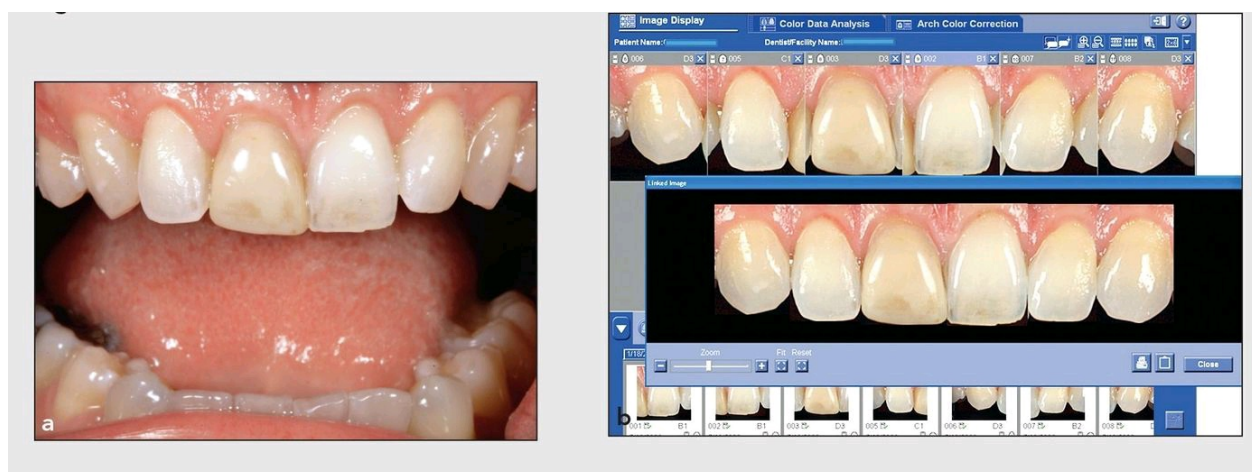 a
Image Display
Color Data Analysis
Arch Color Correction
Patient Name:
Dentist/Facility Name:
006 D3
005 C1
003 D3
002 B1
007 B2
008 D3
Linked Image
Zoom
Fit
Reset
Close
b
001 B1
002 B1
003 D3
005 C1
006 D3
007 B2
008